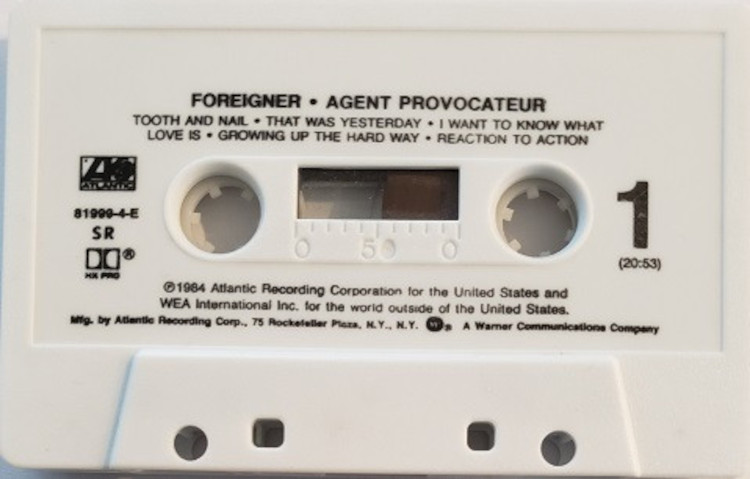 FOREIGNER • AGENT PROVOCATEUR
TOOTH AND NAIL • THAT WAS YESTERDAY • I WANT TO KNOW WHAT
LOVE IS • GROWING UP THE HARD WAY • REACTION TO ACTION
ATLANTIC
81999-4-E
SR
®
HX PRO
0 50 0
1
(20:53)
℗1984 Atlantic Recording Corporation for the United States and
WEA International Inc. for the world outside of the United States.
Mfg. by Atlantic Recording Corp., 75 Rockefeller Plaza, N.Y., N.Y. ® A Warner Communications Company